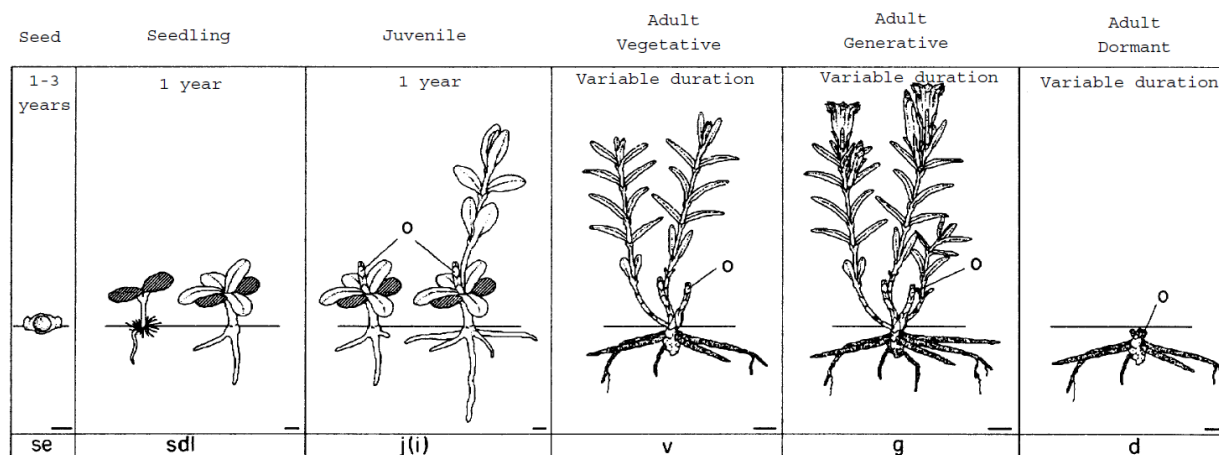 Seed
Seedling
Juvenile
Adult
Vegetative
Adult
Generative
Adult
Dormant
1-3
years
1 year
1 year
Variable duration
Variable duration
Variable duration
o
o
o
o
se
sdl
j(i)
v
g
d